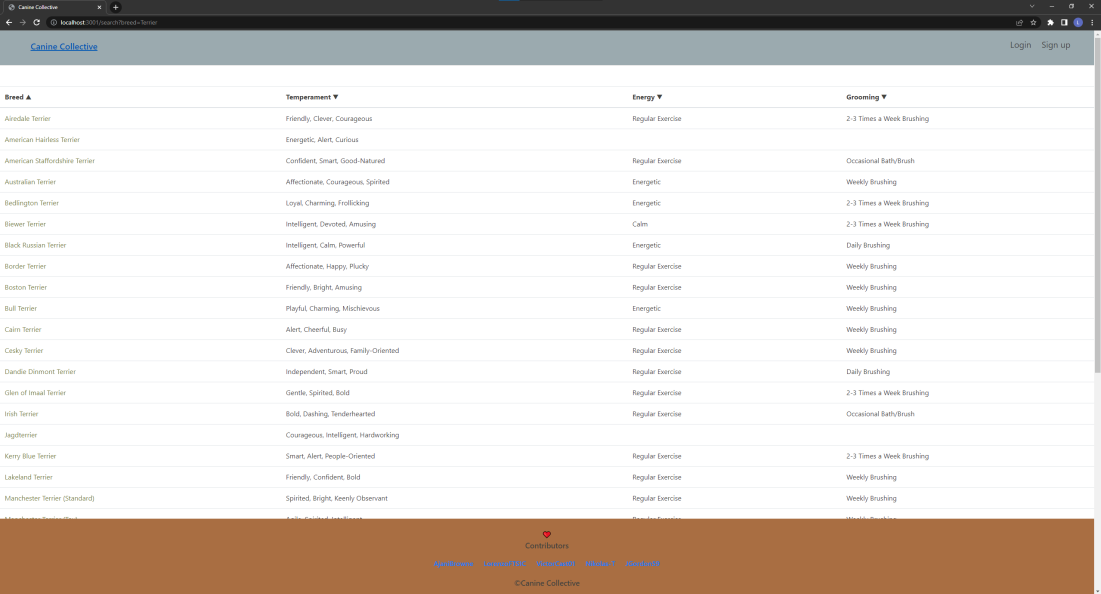 Canine Collective
localhost:3001/search?breed=Terrier
Canine Collective Login Sign up
Breed ▲ Temperament ▼ Energy ▼ Grooming ▼
Airedale Terrier Friendly, Clever, Courageous Regular Exercise 2-3 Times a Week Brushing
American Hairless Terrier Energetic, Alert, Curious
American Staffordshire Terrier Confident, Smart, Good-Natured Regular Exercise Occasional Bath/Brush
Australian Terrier Affectionate, Courageous, Spirited Energetic Weekly Brushing
Bedlington Terrier Loyal, Charming, Frollicking Energetic 2-3 Times a Week Brushing
Biewer Terrier Intelligent, Devoted, Amusing Calm 2-3 Times a Week Brushing
Black Russian Terrier Intelligent, Calm, Powerful Energetic Daily Brushing
Border Terrier Affectionate, Happy, Plucky Regular Exercise Weekly Brushing
Boston Terrier Friendly, Bright, Amusing Regular Exercise Weekly Brushing
Bull Terrier Playful, Charming, Mischievous Energetic Weekly Brushing
Cairn Terrier Alert, Cheerful, Busy Regular Exercise Weekly Brushing
Cesky Terrier Clever, Adventurous, Family-Oriented Regular Exercise Weekly Brushing
Dandie Dinmont Terrier Independent, Smart, Proud Regular Exercise Daily Brushing
Glen of Imaal Terrier Gentle, Spirited, Bold Regular Exercise 2-3 Times a Week Brushing
Irish Terrier Bold, Dashing, Tenderhearted Regular Exercise Occasional Bath/Brush
Jagdterrier Courageous, Intelligent, Hardworking
Kerry Blue Terrier Smart, Alert, People-Oriented Regular Exercise 2-3 Times a Week Brushing
Lakeland Terrier Friendly, Confident, Bold Regular Exercise Weekly Brushing
Manchester Terrier (Standard) Spirited, Bright, Keenly Observant Regular Exercise Weekly Brushing
Contributors
©Canine Collective